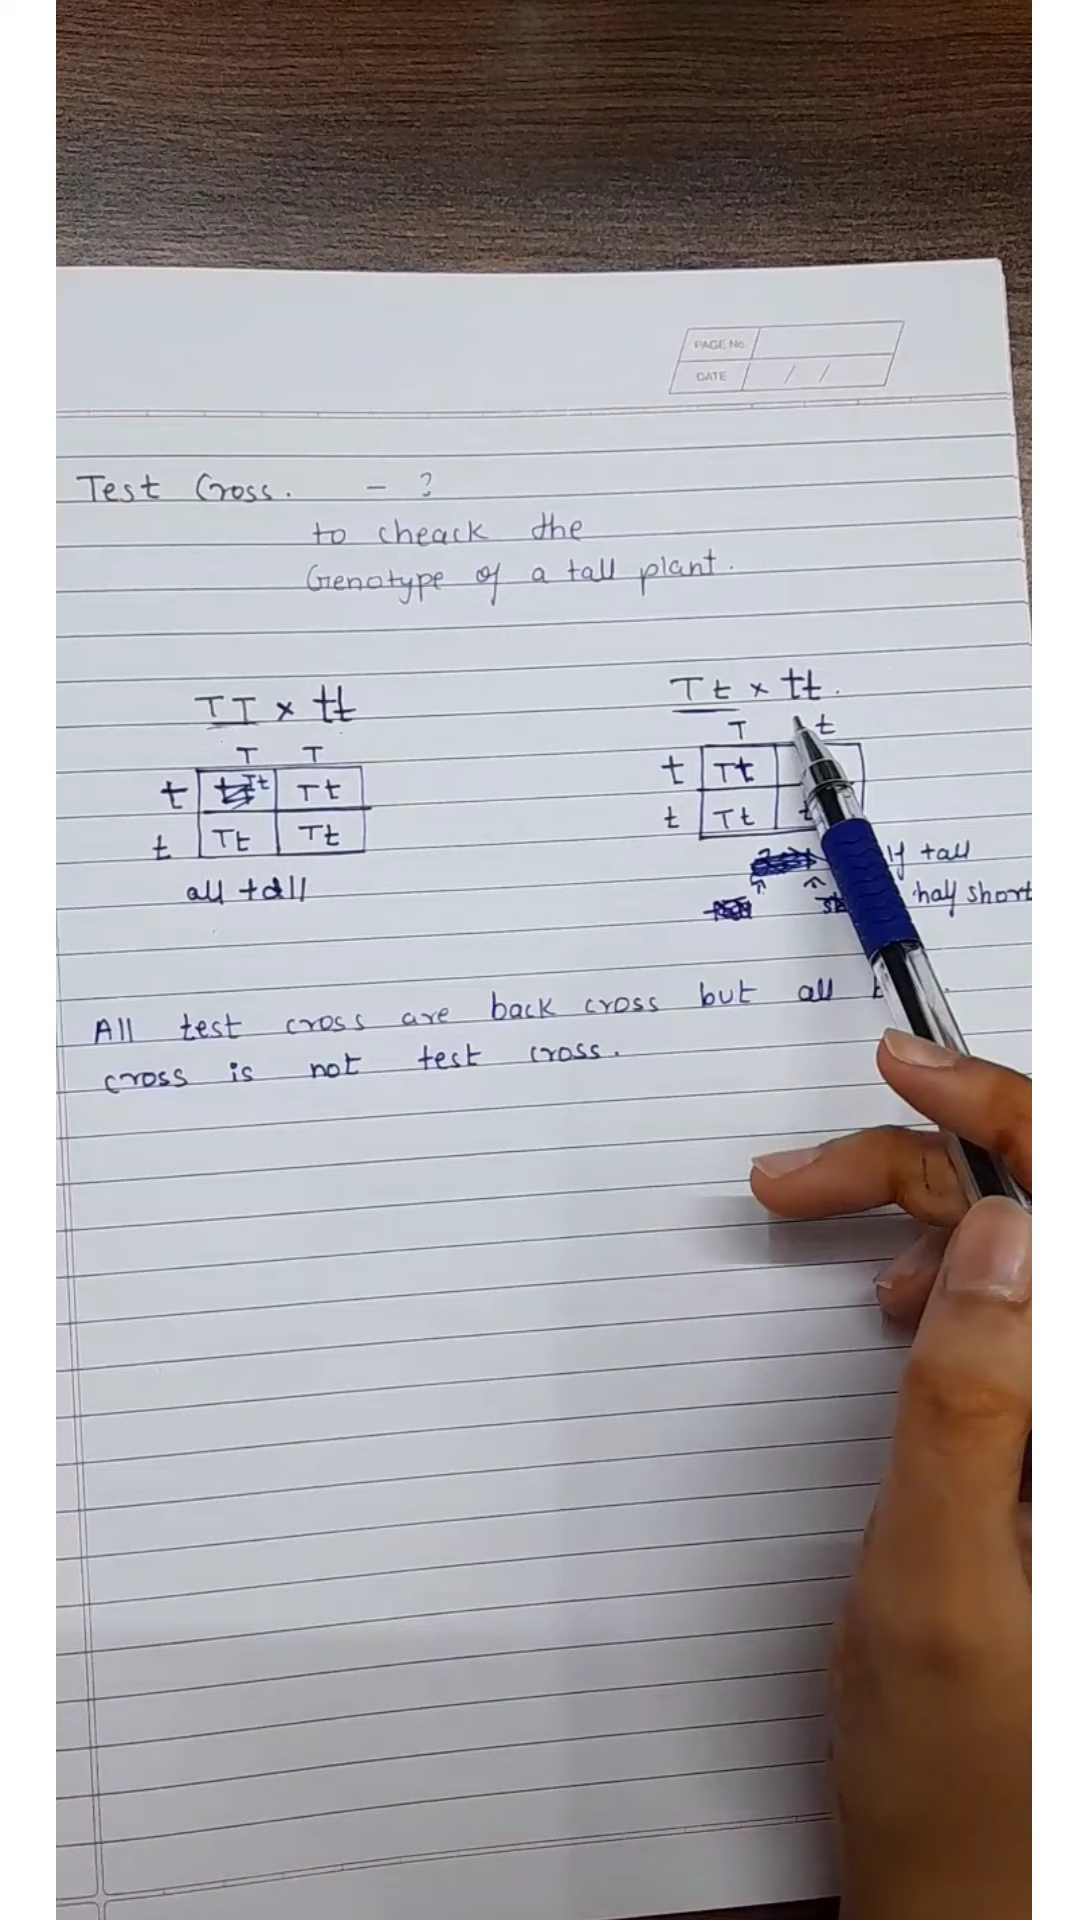 PAGE No.
DATE / /
Test Cross. - ?
to cheack the
Genotype of a tall plant.
TT x tt
T T
t Tt Tt
t Tt Tt
all tall
Tt x tt.
T t
t Tt
t Tt t
tall
half short
All test cross are back cross but all
cross is not test cross.